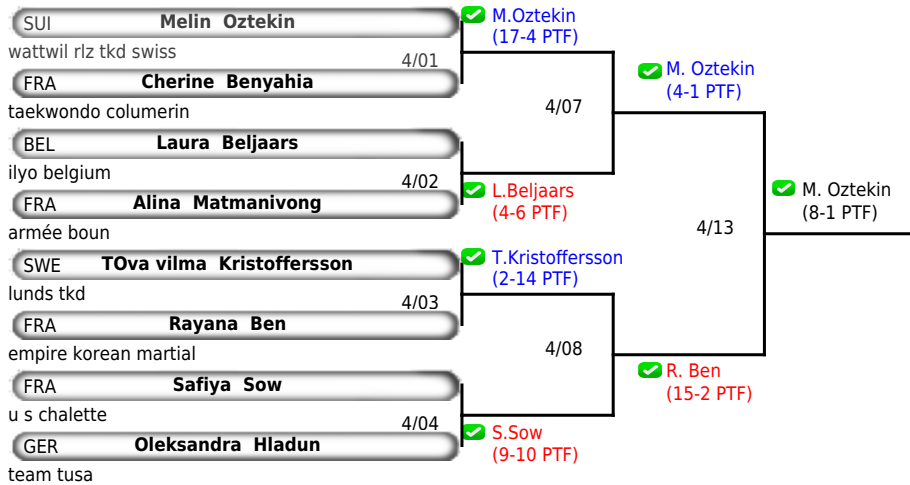 SUI Melin Oztekin
wattwil rlz tkd swiss
4/01
FRA Cherine Benyahia
taekwondo columerin
BEL Laura Beljaars
ilyo belgium
4/02
FRA Alina Matmanivong
armée boun
SWE TOva vilma Kristoffersson
lunds tkd
4/03
FRA Rayana Ben
empire korean martial
FRA Safiya Sow
u s chalette
4/04
GER Oleksandra Hladun
team tusa
M.Oztekin
(17-4 PTF)
4/07
L.Beljaars
(4-6 PTF)
T.Kristoffersson
(2-14 PTF)
4/08
S.Sow
(9-10 PTF)
M. Oztekin
(4-1 PTF)
4/13
R. Ben
(15-2 PTF)
M. Oztekin
(8-1 PTF)